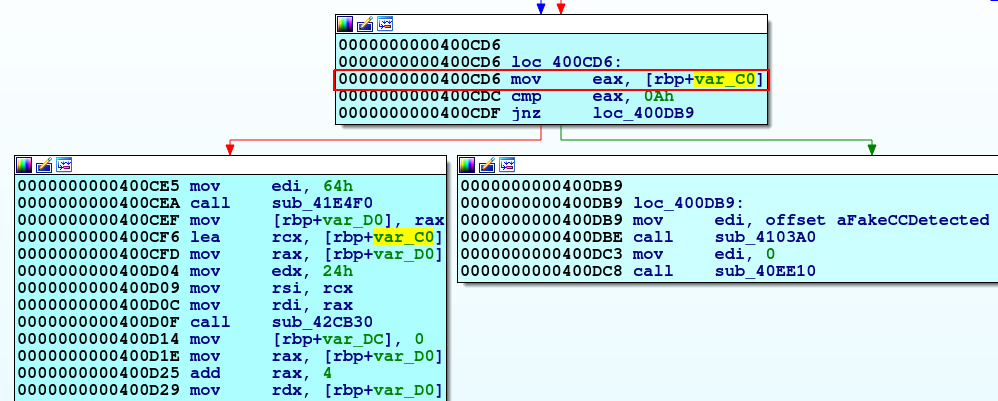 0000000000400CD6
0000000000400CD6 loc_400CD6:
0000000000400CD6 mov eax, [rbp+var_C0]
0000000000400CDC cmp eax, 0Ah
0000000000400CDF jnz loc_400DB9
0000000000400CE5 mov edi, 64h
0000000000400CEA call sub_41E4F0
0000000000400CEF mov [rbp+var_D0], rax
0000000000400CF6 lea rcx, [rbp+var_C0]
0000000000400CFD mov rax, [rbp+var_D0]
0000000000400D04 mov edx, 24h
0000000000400D09 mov rsi, rcx
0000000000400D0C mov rdi, rax
0000000000400D0F call sub_42CB30
0000000000400D14 mov [rbp+var_DC], 0
0000000000400D1E mov rax, [rbp+var_D0]
0000000000400D25 add rax, 4
0000000000400D29 mov rdx, [rbp+var_D0]
0000000000400DB9
0000000000400DB9 loc_400DB9:
0000000000400DB9 mov edi, offset aFakeCCDetected
0000000000400DBE call sub_4103A0
0000000000400DC3 mov edi, 0
0000000000400DC8 call sub_40EE10